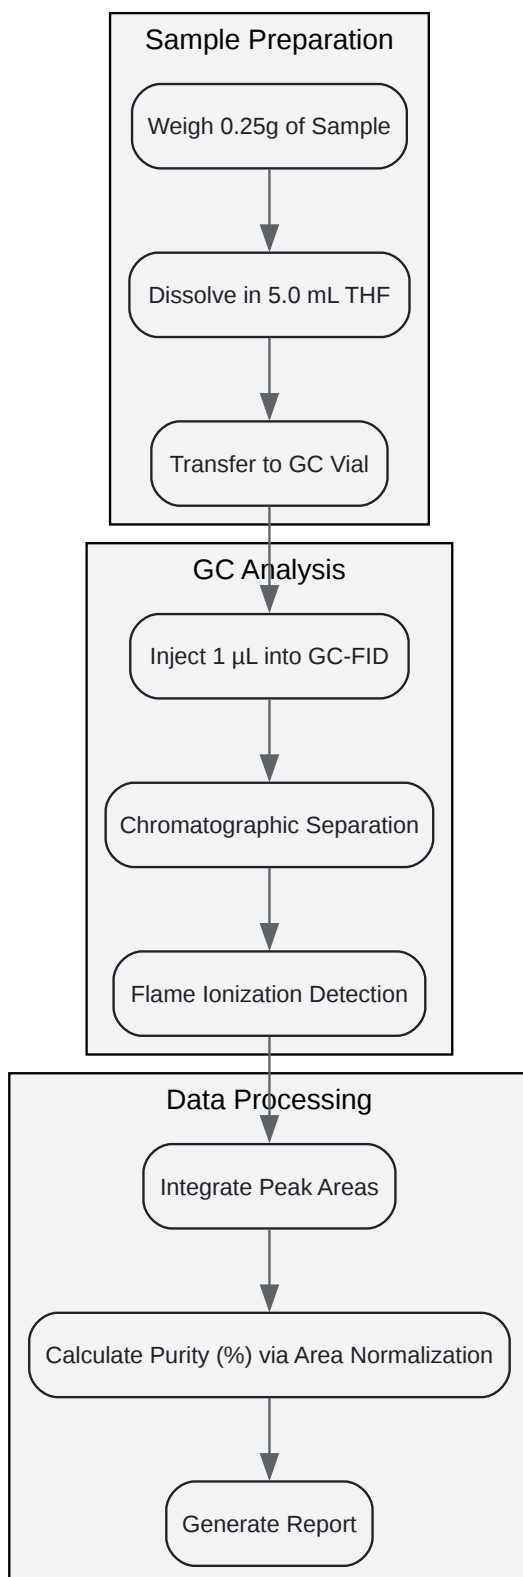 Sample Preparation
Weigh 0.25g of Sample
Dissolve in 5.0 mL THF
Transfer to GC Vial
GC Analysis
Inject 1 µL into GC-FID
Chromatographic Separation
Flame Ionization Detection
Data Processing
Integrate Peak Areas
Calculate Purity (%) via Area Normalization
Generate Report